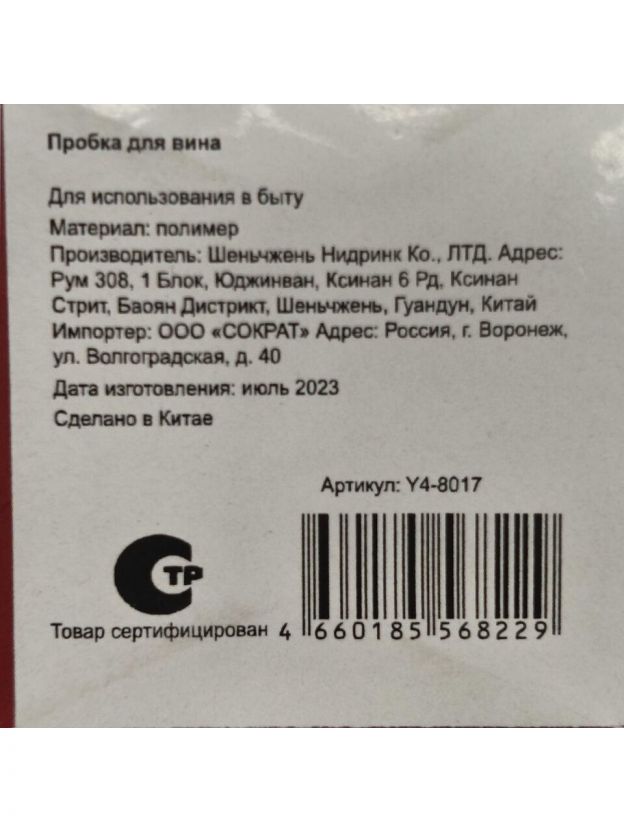 Пробка для вина
Для использования в быту
Материал: полимер
Производитель: Шеньчжень Нидринк Ко., ЛТД. Адрес:
Рум 308, 1 Блок, Юджинван, Ксинан 6 Рд, Ксинан
Стрит, Баоян Дистрикт, Шеньчжень, Гуандун, Китай
Импортер: ООО «СОКРАТ» Адрес: Россия, г. Воронеж,
ул. Волгоградская, д. 40
Дата изготовления: июль 2023
Сделано в Китае
Артикул: Y4-8017
СТР
Товар сертифицирован
4 660185 568229